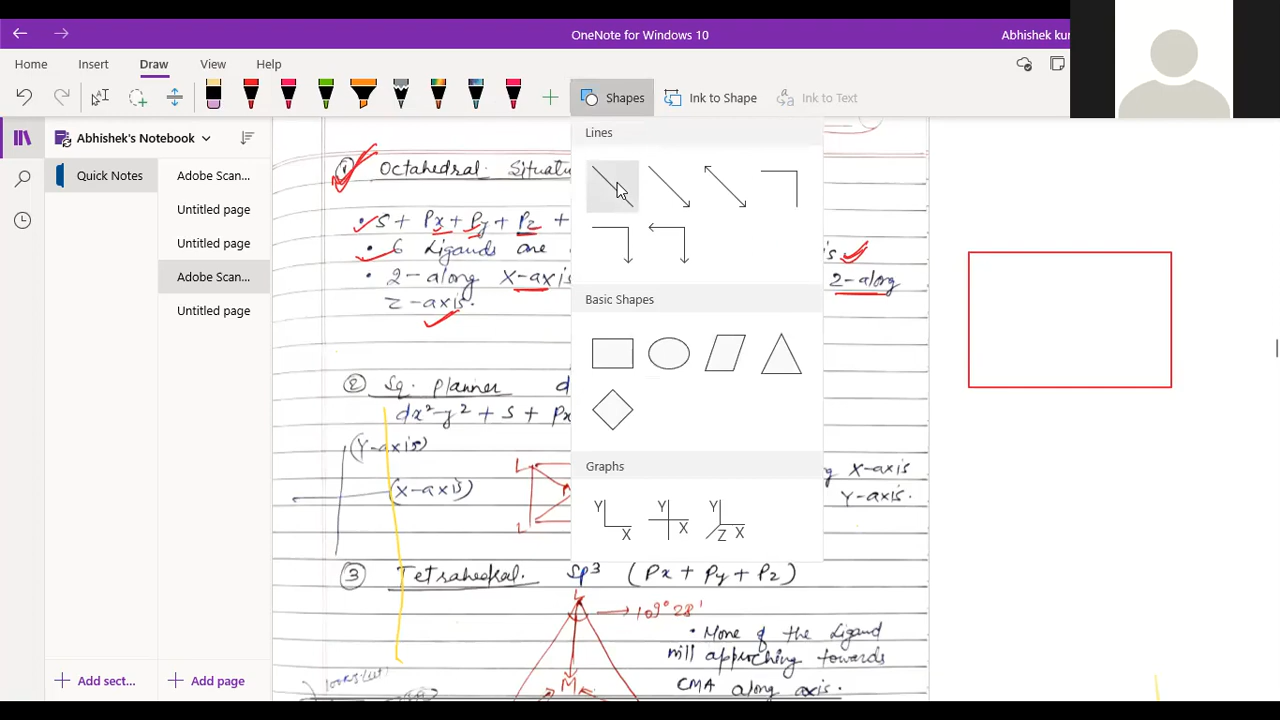 OneNote for Windows 10
Abhishek kum
Home
Insert
Draw
View
Help
Shapes
Ink to Shape
Ink to Text
Abhishek's Notebook
Quick Notes
Adobe Scan...
Untitled page
Untitled page
Adobe Scan...
Untitled page
Add sect...
Add page
Lines
Basic Shapes
Graphs
Y X
Y X
Y Z X
① Octahedral. Situatu
• S + Px + Py + Pz +
• 6 Ligands are is
• 2-along X-axis 2-along
Z-axis.
② Sq. planner d
dx²-y² + S + Px
(Y-axis)
(X-axis)
L
L
g X-axis
Y-axis.
③ Tetrahedral. Sp³ (Px + Py + Pz)
L → 109° 28'
• None of the Ligand
will approching towards
CMA along axis.
M